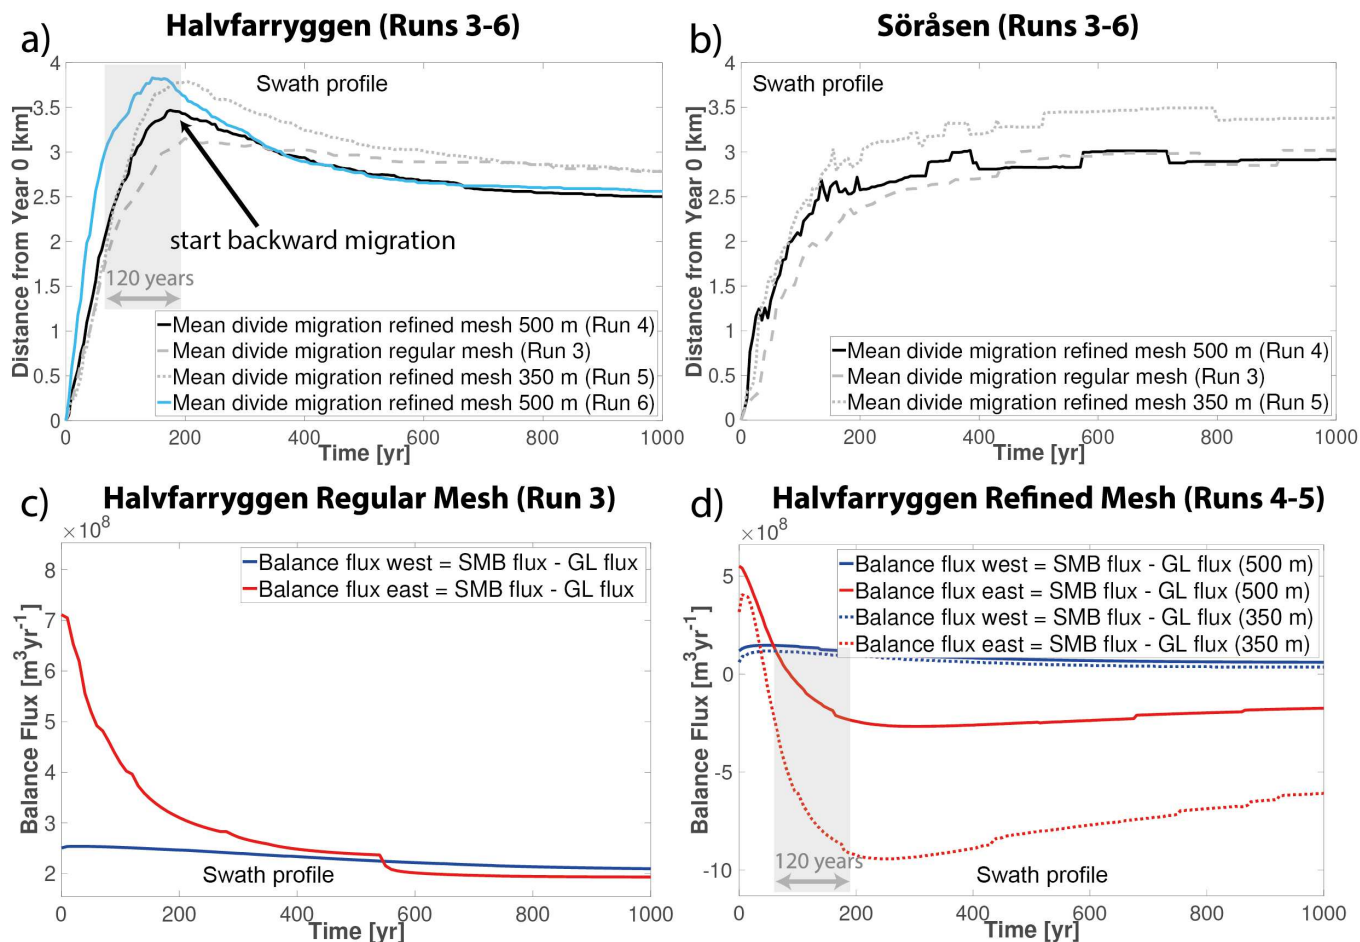 a) Halvfarryggen (Runs 3-6)
4
3.5
3
2.5
2
1.5
1
0.5
0
Distance from Year 0 [km]
Swath profile
start backward migration
120 years
Mean divide migration refined mesh 500 m (Run 4)
Mean divide migration regular mesh (Run 3)
Mean divide migration refined mesh 350 m (Run 5)
Mean divide migration refined mesh 500 m (Run 6)
0 200 400 600 800 1000
Time [yr]
b) Söråsen (Runs 3-6)
4
3.5
3
2.5
2
1.5
1
0.5
0
Distance from Year 0 [km]
Swath profile
Mean divide migration refined mesh 500 m (Run 4)
Mean divide migration regular mesh (Run 3)
Mean divide migration refined mesh 350 m (Run 5)
0 200 400 600 800 1000
Time [yr]
c) Halvfarryggen Regular Mesh (Run 3)
×10⁸
8
7
6
5
4
3
2
Balance Flux [m³yr⁻¹]
Balance flux west = SMB flux - GL flux
Balance flux east = SMB flux - GL flux
Swath profile
0 200 400 600 800 1000
Time [yr]
d) Halvfarryggen Refined Mesh (Runs 4-5)
×10⁸
5
0
-5
-10
Balance Flux [m³yr⁻¹]
Balance flux west = SMB flux - GL flux (500 m)
Balance flux east = SMB flux - GL flux (500 m)
Balance flux west = SMB flux - GL flux (350 m)
Balance flux east = SMB flux - GL flux (350 m)
120 years
Swath profile
0 200 400 600 800 1000
Time [yr]